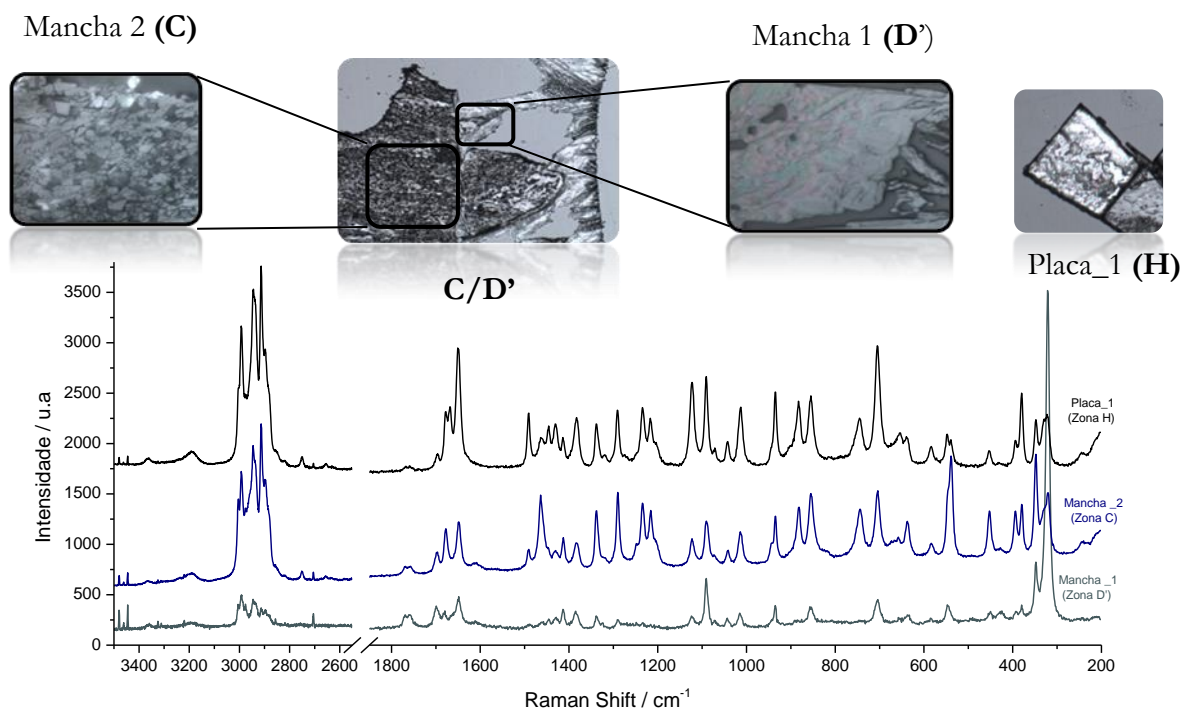 Mancha 2 (C)
Mancha 1 (D’)
Placa_1 (H)
C/D’
3500
3000
2500
2000
1500
1000
500
0
Intensidade / u.a
Placa_1
(Zona H)
Mancha _2
(Zona C)
Mancha _1
(Zona D')
3400 3200 3000 2800 2600 1800 1600 1400 1200 1000 800 600 400 200
Raman Shift / cm-1